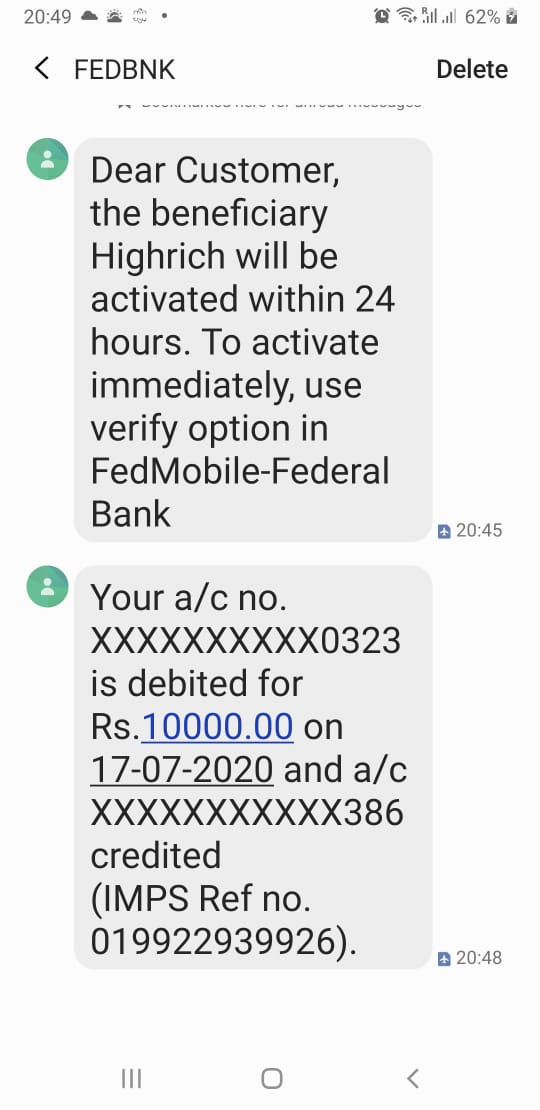 20:49
62%
FEDBNK
Delete
Dear Customer,
the beneficiary
Highrich will be
activated within 24
hours. To activate
immediately, use
verify option in
FedMobile-Federal
Bank
20:45
Your a/c no.
XXXXXXXXXX0323
is debited for
Rs.10000.00 on
17-07-2020 and a/c
XXXXXXXXXXX386
credited
(IMPS Ref no.
019922939926).
20:48